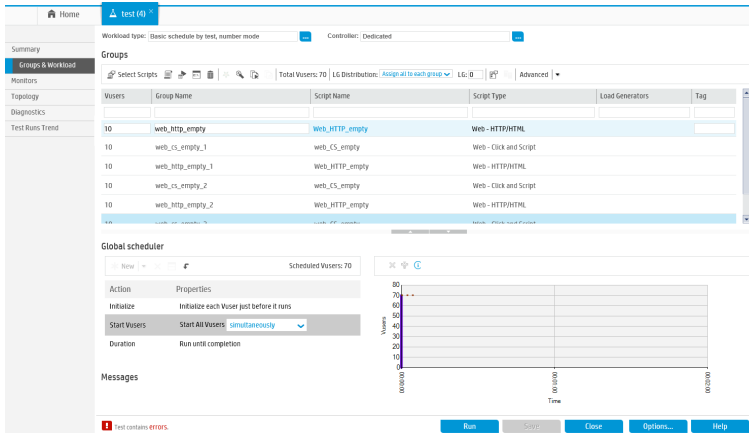 Home
test (4) ×
Workload type: Basic schedule by test, number mode ... Controller: Dedicated ...
Summary
Groups & Workload
Monitors
Topology
Diagnostics
Test Runs Trend
Groups
Select Scripts Total Vusers: 70 LG Distribution: Assign all to each group LG: 0 Advanced
Vusers Group Name Script Name Script Type Load Generators Tag
10 web_http_empty Web_HTTP_empty Web - HTTP/HTML
10 web_cs_empty_1 web_CS_empty Web - Click and Script
10 web_http_empty_1 Web_HTTP_empty Web - HTTP/HTML
10 web_cs_empty_2 web_CS_empty Web - Click and Script
10 web_http_empty_2 Web_HTTP_empty Web - HTTP/HTML
10 web_cs_empty_3 web_CS_empty Web - Click and Script
Global scheduler
New Scheduled Vusers: 70
Action Properties
Initialize Initialize each Vuser just before it runs
Start Vusers Start All Vusers simultaneously
Duration Run until completion
Messages
80
70
60
50
40
30
20
10
0
Vusers
00:00:00
00:10:00
00:20:00
Time
Test contains errors.
Run Save Close Options... Help